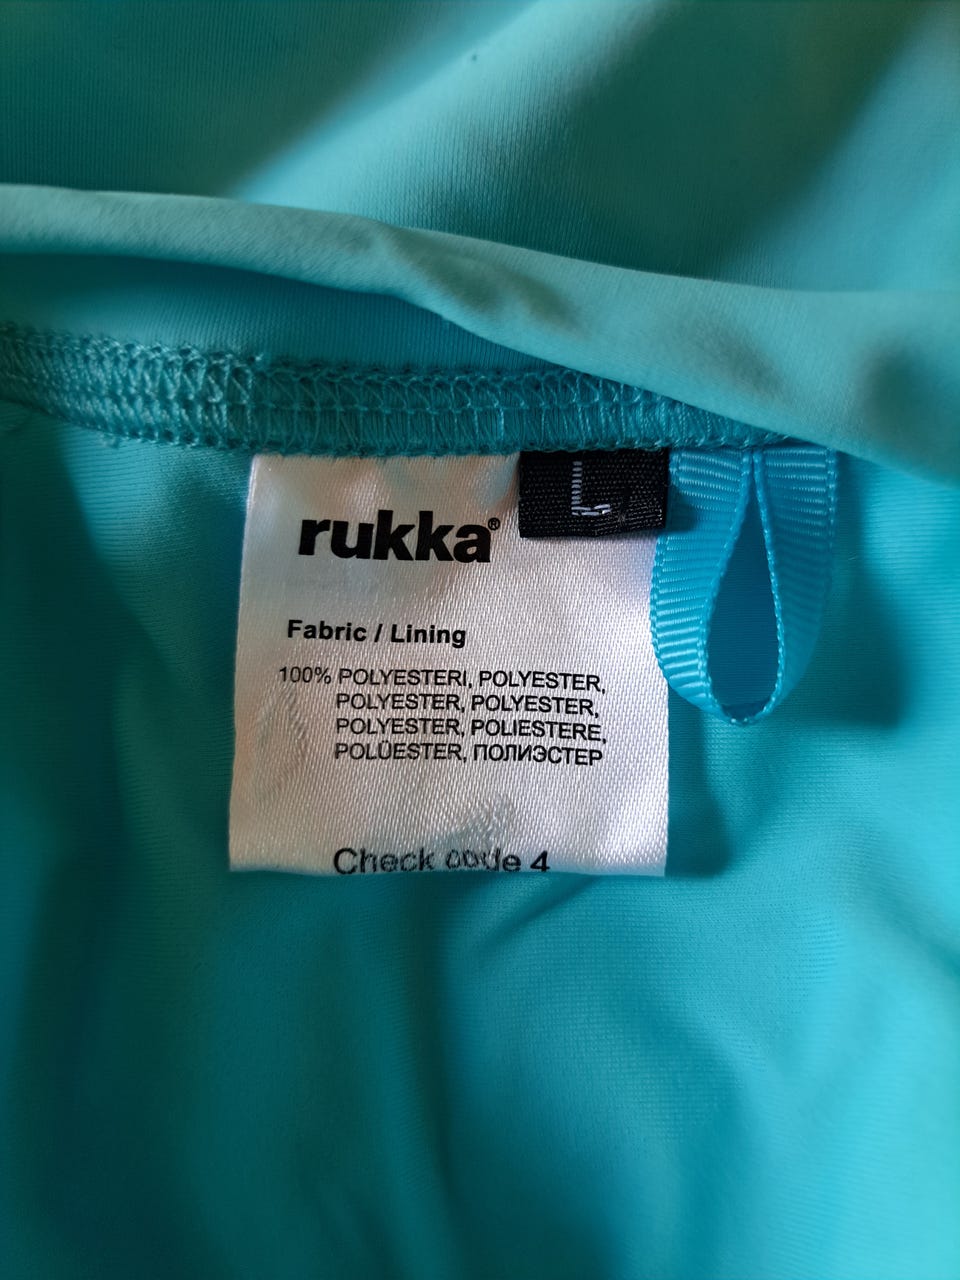 L
rukka®
Fabric / Lining
100% POLYESTERI, POLYESTER,
POLYESTER, POLYESTER,
POLYESTER, POLIESTERE,
POLÜESTER, ПОЛИЭСТЕР
Check code 4